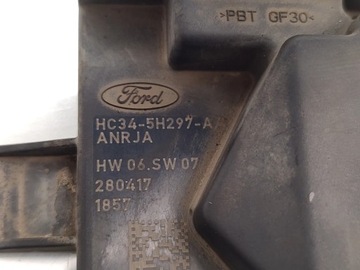 >PBT GF30<
Ford
HC34-5H297-A
ANRJA
HW 06.SW 07
280417
1857